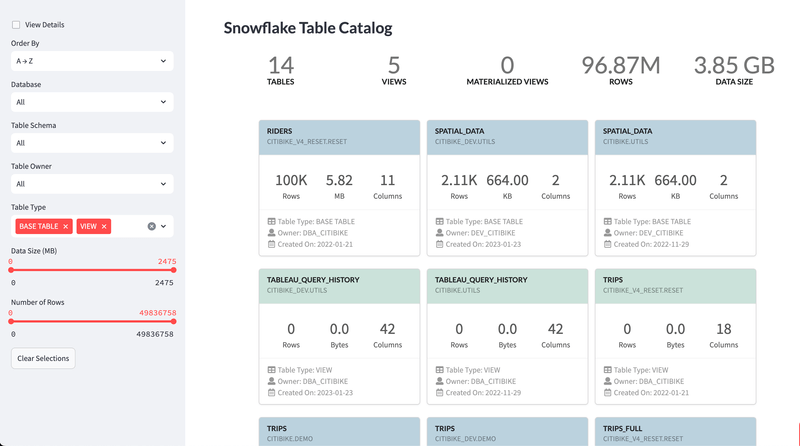 View Details
Order By
A → Z
Database
All
Table Schema
All
Table Owner
All
Table Type
BASE TABLE ×
VIEW ×
Data Size (MB)
0 2475
0 2475
Number of Rows
0 49836758
0 49836758
Clear Selections
Snowflake Table Catalog
14 5 0 96.87M 3.85 GB
TABLES VIEWS MATERIALIZED VIEWS ROWS DATA SIZE
RIDERS
CITIBIKE_V4_RESET.RESET
100K 5.82 11
Rows MB Columns
Table Type: BASE TABLE
Owner: DBA_CITIBIKE
Created On: 2022-01-21
SPATIAL_DATA
CITIBIKE_DEV.UTILS
2.11K 664.00 2
Rows KB Columns
Table Type: BASE TABLE
Owner: DEV_CITIBIKE
Created On: 2023-01-23
SPATIAL_DATA
CITIBIKE.UTILS
2.11K 664.00 2
Rows KB Columns
Table Type: BASE TABLE
Owner: DEV_CITIBIKE
Created On: 2022-11-29
TABLEAU_QUERY_HISTORY
CITIBIKE_DEV.UTILS
0 0.0 42
Rows Bytes Columns
Table Type: VIEW
Owner: DBA_CITIBIKE
Created On: 2023-01-23
TABLEAU_QUERY_HISTORY
CITIBIKE.UTILS
0 0.0 42
Rows Bytes Columns
Table Type: VIEW
Owner: DBA_CITIBIKE
Created On: 2022-11-29
TRIPS
CITIBIKE_V4_RESET.RESET
0 0.0 18
Rows Bytes Columns
Table Type: VIEW
Owner: DBA_CITIBIKE
Created On: 2022-01-21
TRIPS
CITIBIKE.DEMO
TRIPS
CITIBIKE_DEV.DEMO
TRIPS_FULL
CITIBIKE_V4_RESET.RESET